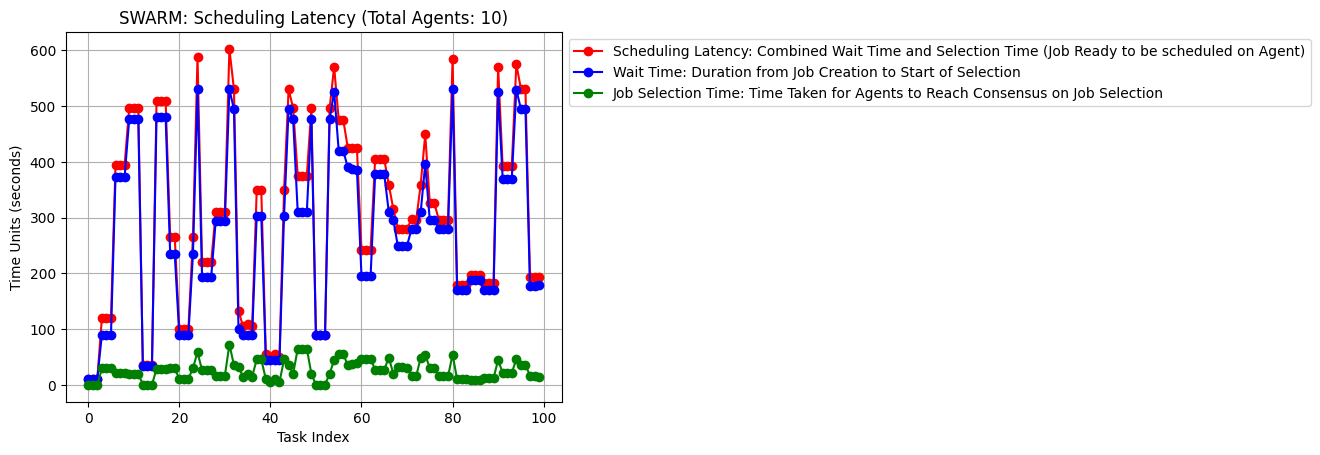 SWARM: Scheduling Latency (Total Agents: 10)
Scheduling Latency: Combined Wait Time and Selection Time (Job Ready to be scheduled on Agent)
Wait Time: Duration from Job Creation to Start of Selection
Job Selection Time: Time Taken for Agents to Reach Consensus on Job Selection
Time Units (seconds)
600
500
400
300
200
100
0
0 20 40 60 80 100
Task Index